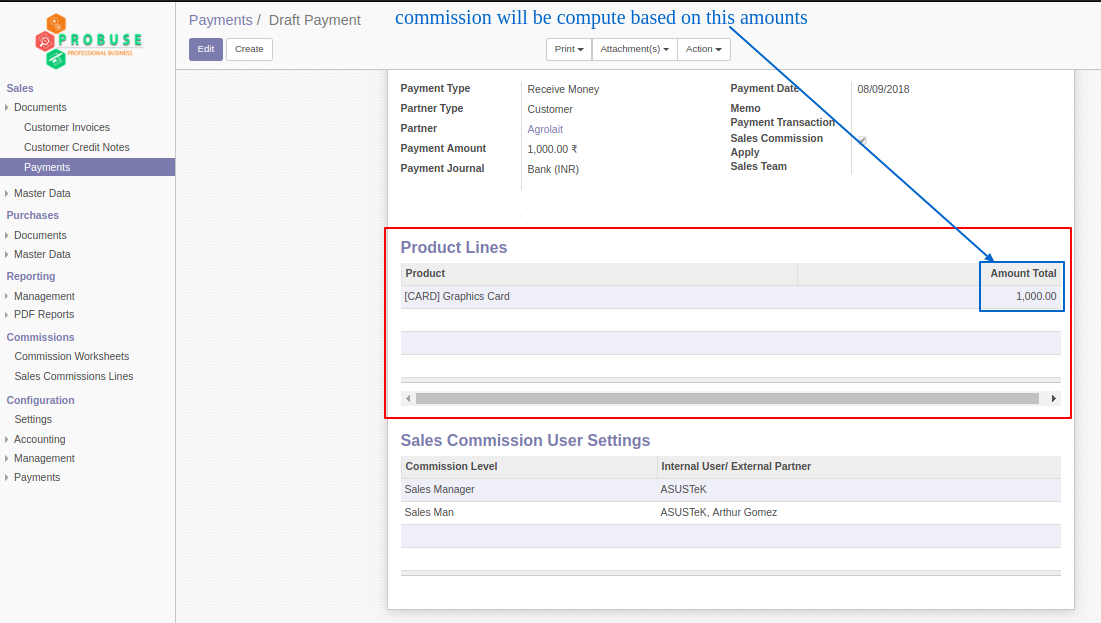 PROBUSE
PROFESSIONAL BUSINESS
Sales
Documents
Customer Invoices
Customer Credit Notes
Payments
Master Data
Purchases
Documents
Master Data
Reporting
Management
PDF Reports
Commissions
Commission Worksheets
Sales Commissions Lines
Configuration
Settings
Accounting
Management
Payments
Payments / Draft Payment
commission will be compute based on this amounts
Edit Create
Print Attachment(s) Action
Payment Type Receive Money
Partner Type Customer
Partner Agrolait
Payment Amount 1,000.00 ₹
Payment Journal Bank (INR)
Payment Date 08/09/2018
Memo
Payment Transaction
Sales Commission
Apply
Sales Team
Product Lines
Product Amount Total
[CARD] Graphics Card 1,000.00
Sales Commission User Settings
Commission Level Internal User/ External Partner
Sales Manager ASUSTeK
Sales Man ASUSTeK, Arthur Gomez